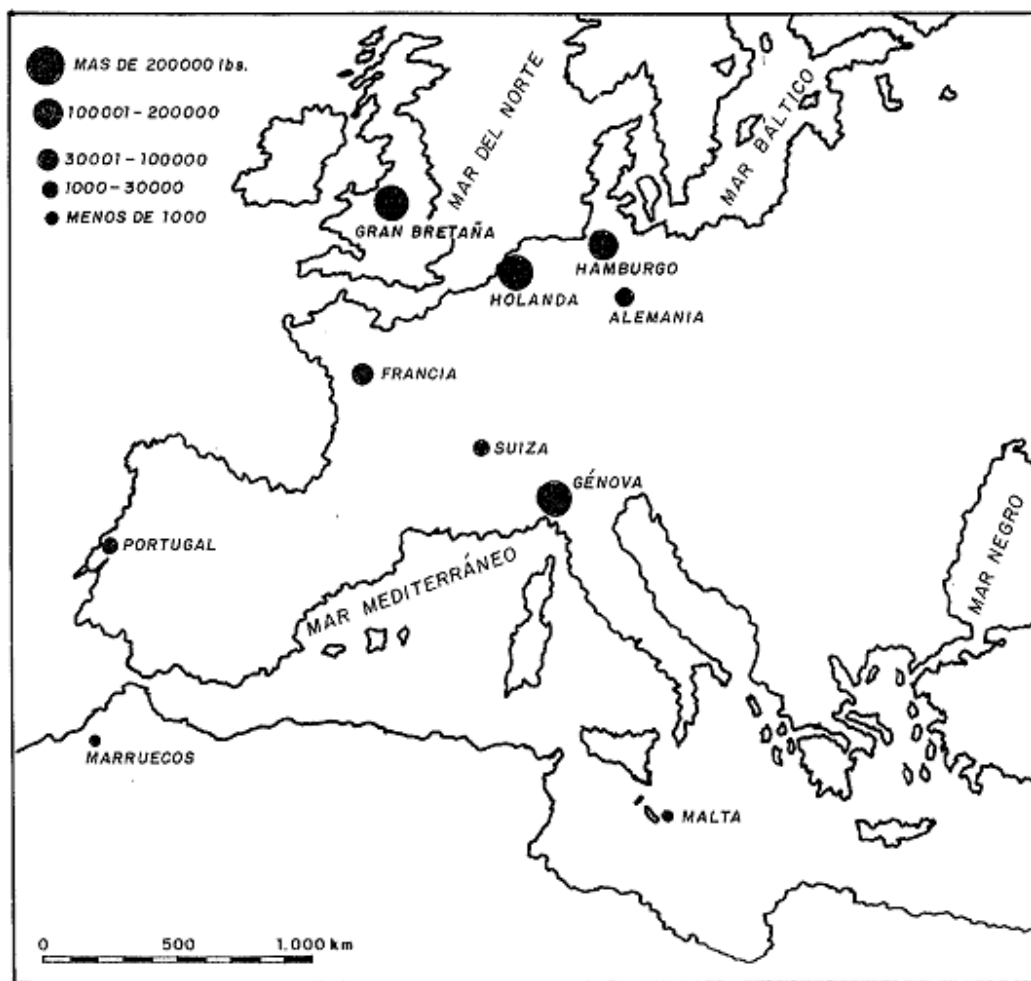 MAS DE 200000 lbs.
100001-200000
30001-100000
1000-30000
MENOS DE 1000
MAR DEL NORTE
MAR BÁLTICO
GRAN BRETAÑA
HAMBURGO
HOLANDA
ALEMANIA
FRANCIA
SUIZA
GÉNOVA
PORTUGAL
MAR MEDITERRÁNEO
MAR NEGRO
MARRUECOS
MALTA
0 500 1.000 km